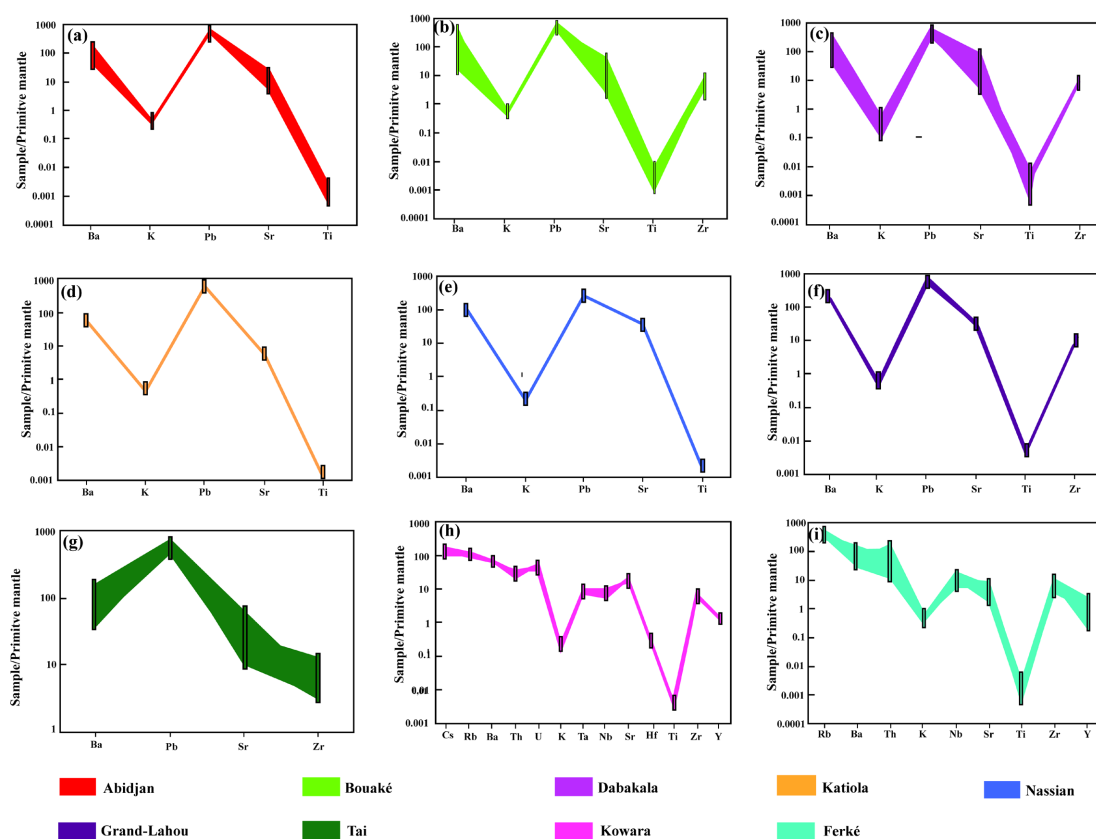 (a)
Sample/Primitve mantle
1000
100
10
1
0.1
0.01
0.001
0.0001
Ba K Pb Sr Ti
(b)
Sample/Primitve mantle
1000
100
10
1
0.1
0.01
0.001
0.0001
Ba K Pb Sr Ti Zr
(c)
Sample/Primitve mantle
1000
100
10
1
0.1
0.01
0.001
0.0001
Ba K Pb Sr Ti Zr
(d)
Sample/Primitve mantle
1000
100
10
1
0.1
0.01
0.001
Ba K Pb Sr Ti
(e)
Sample/Primitve mantle
1000
100
10
1
0.1
0.01
0.001
Ba K Pb Sr Ti
(f)
Sample/Primitve mantle
1000
100
10
1
0.1
0.01
0.001
Ba K Pb Sr Ti Zr
(g)
Sample/Primitve mantle
1000
100
10
1
Ba Pb Sr Zr
(h)
Sample/Primitve mantle
1000
100
10
1
0.1
0.01
0.001
Cs Rb Ba Th U K Ta Nb Sr Hf Ti Zr Y
(i)
Sample/Primitve mantle
1000
100
10
1
0.1
0.01
0.001
0.0001
Rb Ba Th K Nb Sr Ti Zr Y
Abidjan Bouaké Dabakala Katiola Nassian
Grand-Lahou Tai Kowara Ferké